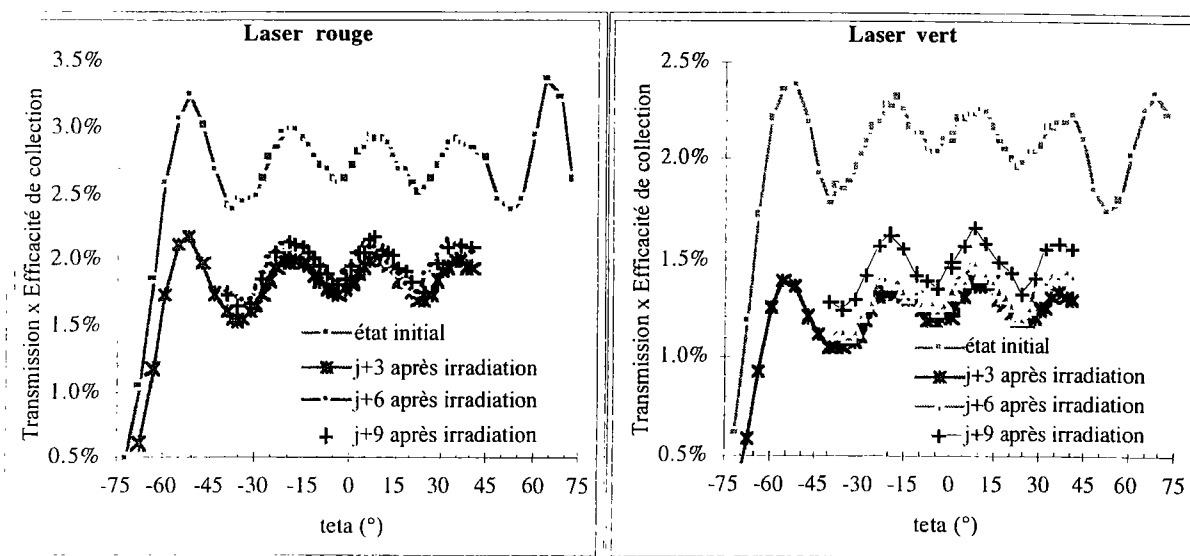 Laser rouge
Transmission x Efficacité de collection
3.5%
3.0%
2.5%
2.0%
1.5%
1.0%
0.5%
-75 -60 -45 -30 -15 0 15 30 45 60 75
teta (°)
état initial
j+3 après irradiation
j+6 après irradiation
j+9 après irradiation
Laser vert
Transmission x Efficacité de collection
2.5%
2.0%
1.5%
1.0%
0.5%
-75 -60 -45 -30 -15 0 15 30 45 60 75
teta (°)
état initial
j+3 après irradiation
j+6 après irradiation
j+9 après irradiation